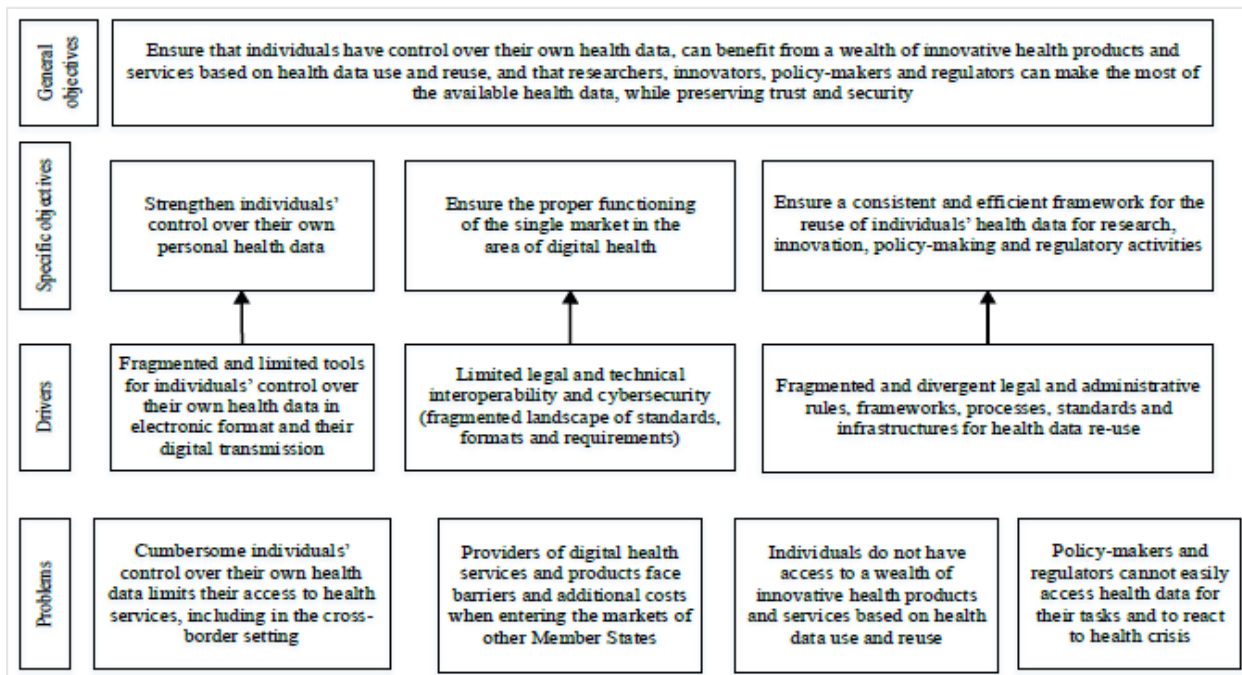 General
objectives
Ensure that individuals have control over their own health data, can benefit from a wealth of innovative health products and
services based on health data use and reuse, and that researchers, innovators, policy-makers and regulators can make the most of
the available health data, while preserving trust and security
Specific objectives
Strengthen individuals’
control over their own
personal health data
Ensure the proper functioning
of the single market in the
area of digital health
Ensure a consistent and efficient framework for the
reuse of individuals’ health data for research,
innovation, policy-making and regulatory activities
Drivers
Fragmented and limited tools
for individuals’ control over
their own health data in
electronic format and their
digital transmission
Limited legal and technical
interoperability and cybersecurity
(fragmented landscape of standards,
formats and requirements)
Fragmented and divergent legal and administrative
rules, frameworks, processes, standards and
infrastructures for health data re-use
Problems
Cumbersome individuals’
control over their own health
data limits their access to health
services, including in the cross-
border setting
Providers of digital health
services and products face
barriers and additional costs
when entering the markets of
other Member States
Individuals do not have
access to a wealth of
innovative health products
and services based on health
data use and reuse
Policy-makers and
regulators cannot easily
access health data for
their tasks and to react
to health crisis